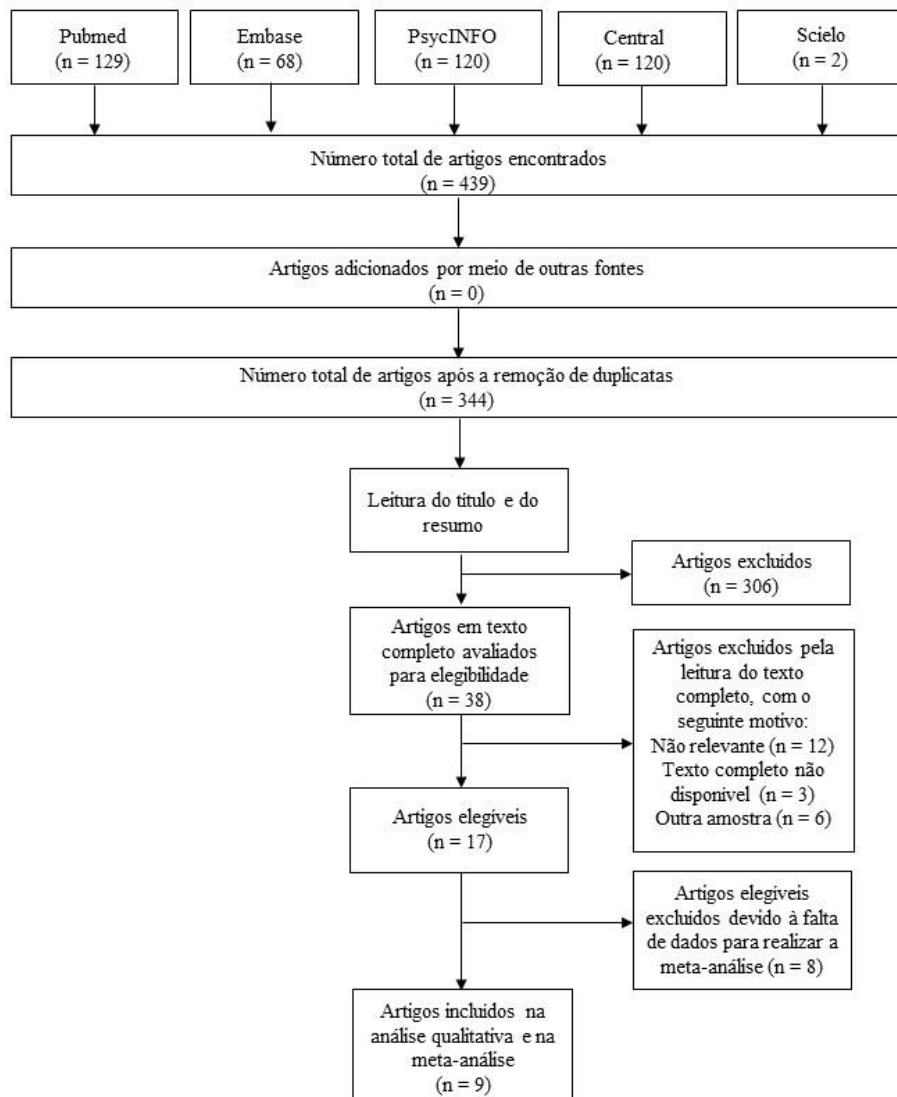 Pubmed
(n = 129)
Embase
(n = 68)
PsycINFO
(n = 120)
Central
(n = 120)
Scielo
(n = 2)
Número total de artigos encontrados
(n = 439)
Artigos adicionados por meio de outras fontes
(n = 0)
Número total de artigos após a remoção de duplicatas
(n = 344)
Leitura do título e do
resumo
Artigos excluídos
(n = 306)
Artigos em texto
completo avaliados
para elegibilidade
(n = 38)
Artigos excluídos pela
leitura do texto
completo, com o
seguinte motivo:
Não relevante (n = 12)
Texto completo não
disponível (n = 3)
Outra amostra (n = 6)
Artigos elegíveis
(n = 17)
Artigos elegíveis
excluídos devido à falta
de dados para realizar a
meta-análise (n = 8)
Artigos incluídos na
análise qualitativa e na
meta-análise
(n = 9)